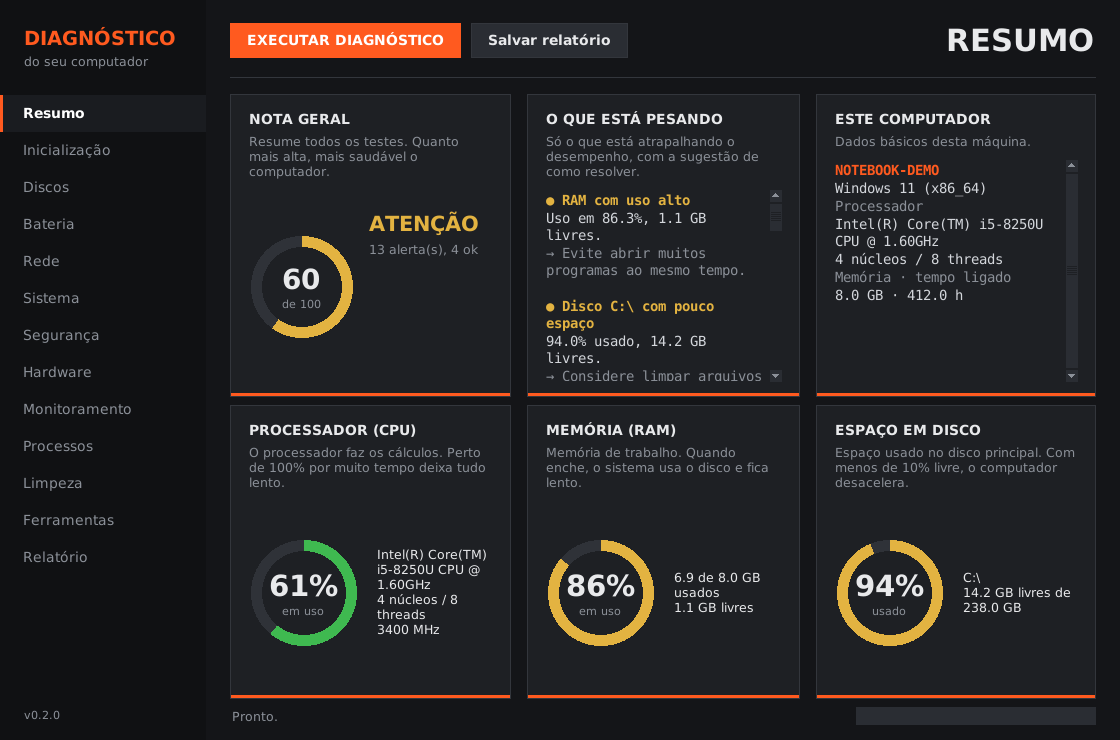 DIAGNÓSTICO
do seu computador
Resumo
Inicialização
Discos
Bateria
Rede
Sistema
Segurança
Hardware
Monitoramento
Processos
Limpeza
Ferramentas
Relatório
v0.2.0
EXECUTAR DIAGNÓSTICO
Salvar relatório
RESUMO
NOTA GERAL
Resume todos os testes. Quanto
mais alta, mais saudável o
computador.
60
de 100
ATENÇÃO
13 alerta(s), 4 ok
O QUE ESTÁ PESANDO
Só o que está atrapalhando o
desempenho, com a sugestão de
como resolver.
● RAM com uso alto
Uso em 86.3%, 1.1 GB
livres.
→ Evite abrir muitos
programas ao mesmo tempo.
● Disco C:\ com pouco
espaço
94.0% usado, 14.2 GB
livres.
→ Considere limpar arquivos
ESTE COMPUTADOR
Dados básicos desta máquina.
NOTEBOOK-DEMO
Windows 11 (x86_64)
Processador
Intel(R) Core(TM) i5-8250U
CPU @ 1.60GHz
4 núcleos / 8 threads
Memória · tempo ligado
8.0 GB · 412.0 h
PROCESSADOR (CPU)
O processador faz os cálculos. Perto
de 100% por muito tempo deixa tudo
lento.
61%
em uso
Intel(R) Core(TM)
i5-8250U CPU @
1.60GHz
4 núcleos / 8
threads
3400 MHz
MEMÓRIA (RAM)
Memória de trabalho. Quando
enche, o sistema usa o disco e fica
lento.
86%
em uso
6.9 de 8.0 GB
usados
1.1 GB livres
ESPAÇO EM DISCO
Espaço usado no disco principal. Com
menos de 10% livre, o computador
desacelera.
94%
usado
C:\
14.2 GB livres de
238.0 GB
Pronto.